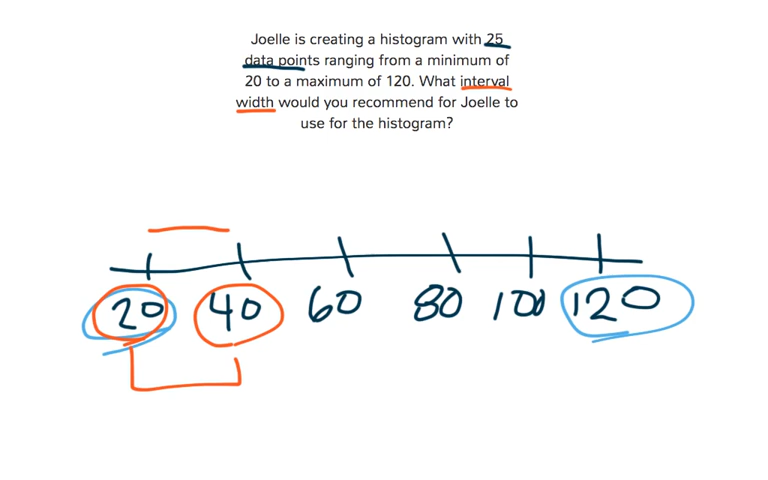 Joelle is creating a histogram with 25
data points ranging from a minimum of
20 to a maximum of 120. What interval
width would you recommend for Joelle to
use for the histogram?
20 40 60 80 100 120